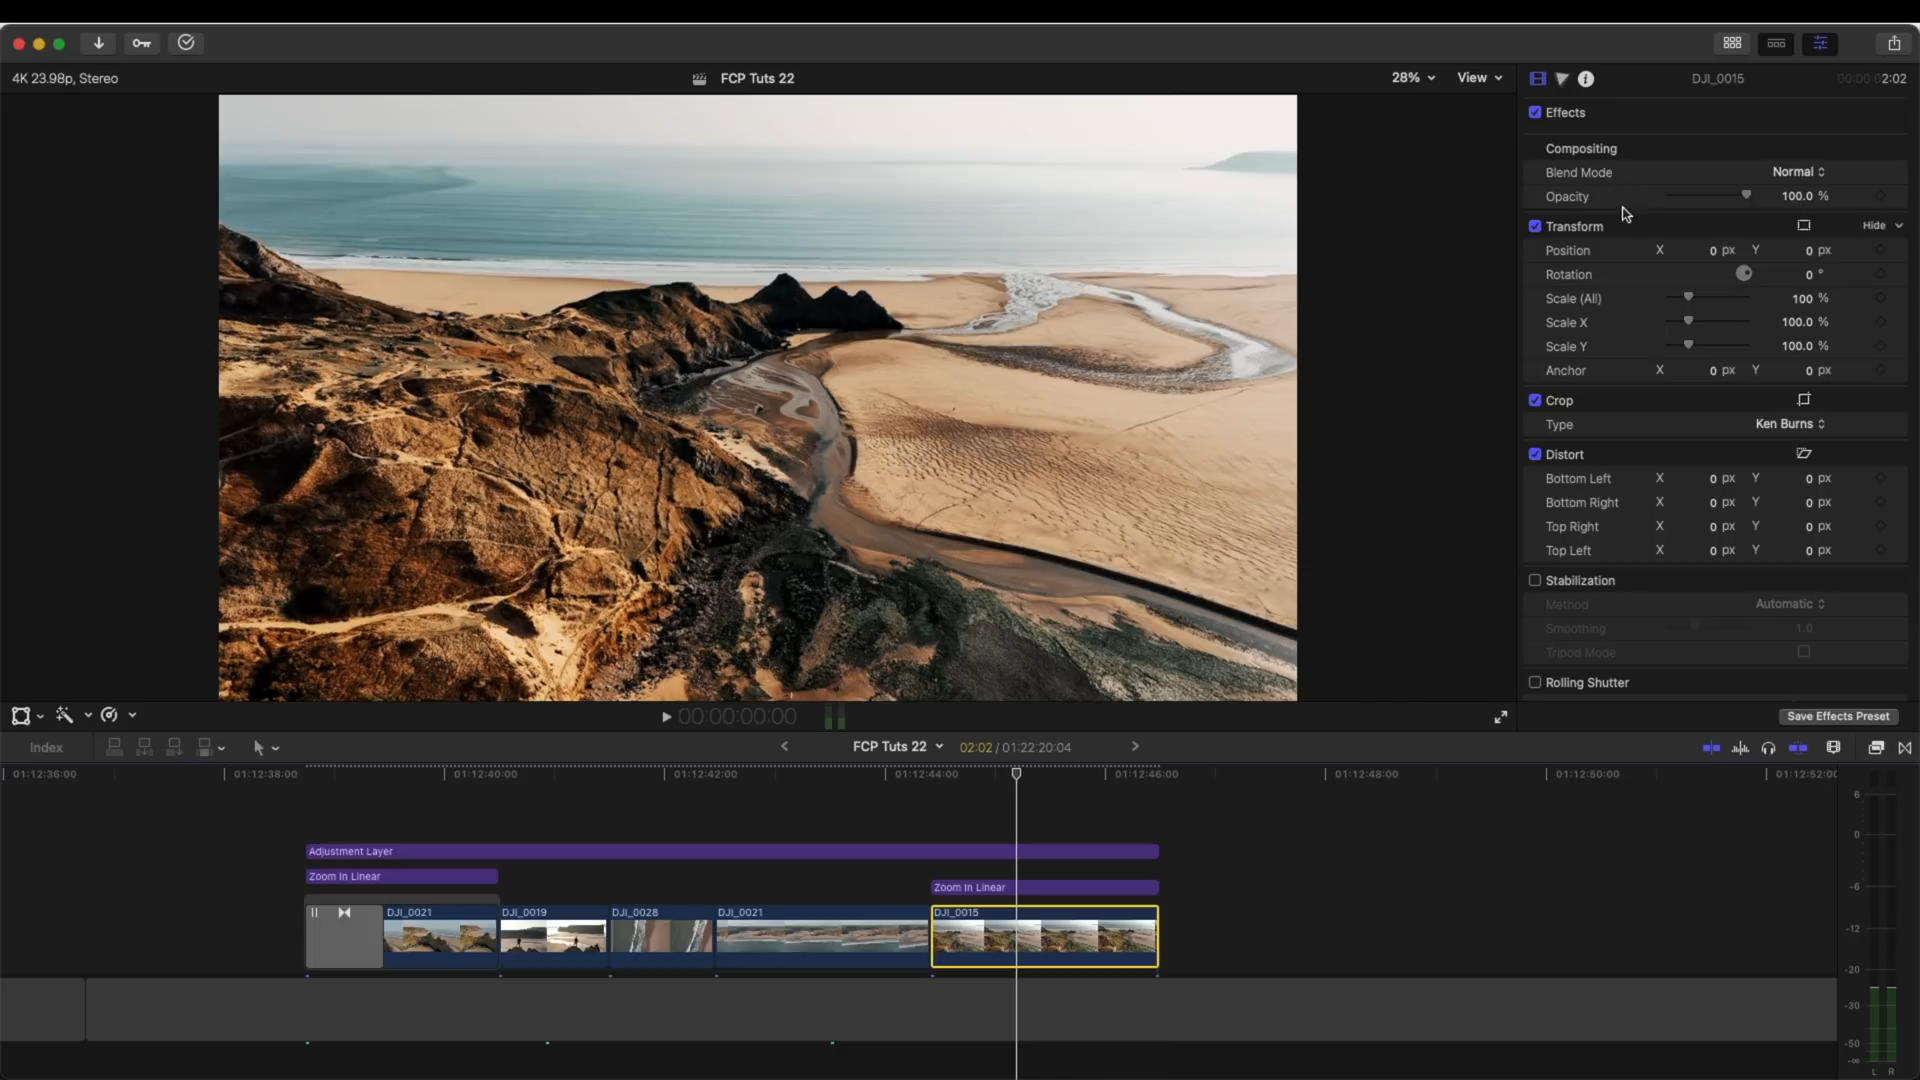 4K 23.98p, Stereo
FCP Tuts 22
28%
View
DJI_0015
00:00:02:02
Effects
Compositing
Blend Mode
Normal
Opacity
100.0 %
Transform
Hide
Position X 0 px Y 0 px
Rotation 0 °
Scale (All) 100 %
Scale X 100.0 %
Scale Y 100.0 %
Anchor X 0 px Y 0 px
Crop
Type Ken Burns
Distort
Bottom Left X 0 px Y 0 px
Bottom Right X 0 px Y 0 px
Top Right X 0 px Y 0 px
Top Left X 0 px Y 0 px
Stabilization
Method Automatic
Smoothing 1.0
Tripod Mode
Rolling Shutter
00:00:00:00
Save Effects Preset
Index
FCP Tuts 22
02:02 / 01:22:20:04
01:12:36:00
01:12:38:00
01:12:40:00
01:12:42:00
01:12:44:00
01:12:46:00
01:12:48:00
01:12:50:00
01:12:52:00
Adjustment Layer
Zoom In Linear
Zoom In Linear
DJI_0021
DJI_0019
DJI_0028
DJI_0021
DJI_0015
6
0
-6
-12
-20
-30
-50
-∞
L R